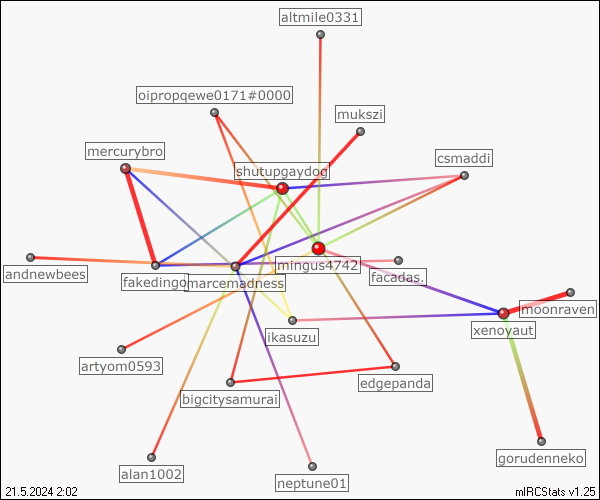 altmile0331
oipropqewe0171#0000
mukszi
mercurybro
csmaddi
shutupgaydog
andnewbees
fakedingo
marcemadness
mingus4742
facadas.
moonraven
xenoyaut
ikasuzu
artyom0593
edgepanda
bigcitysamurai
gorudenneko
alan1002
neptune01
21.5.2024 2:02
mIRCStats v1.25